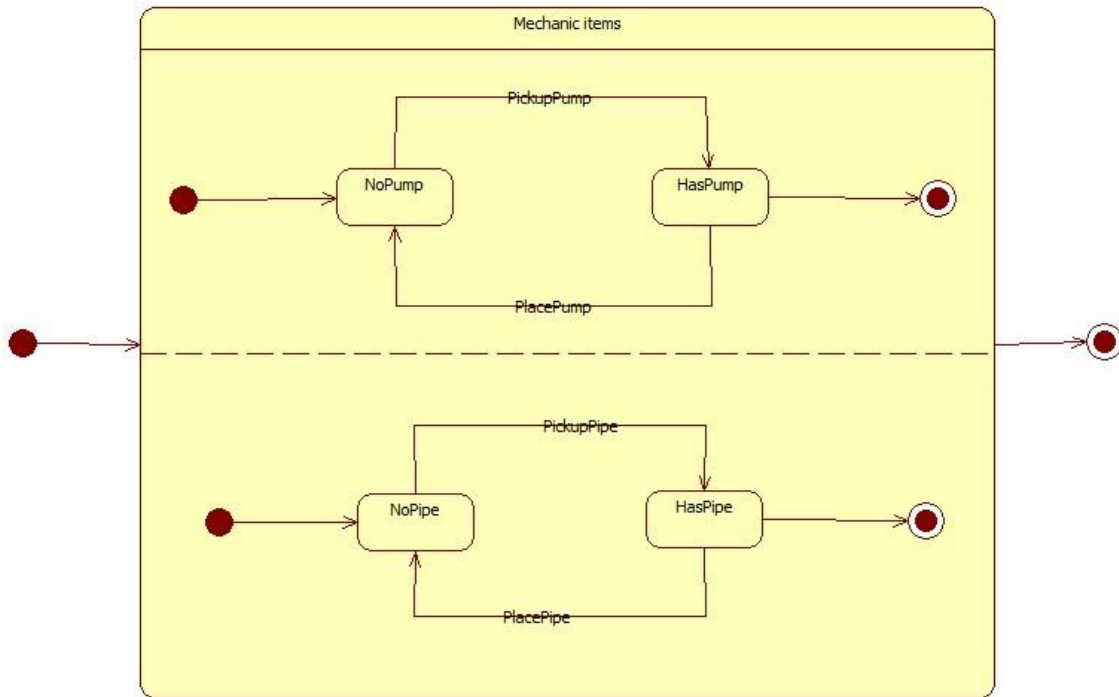 Mechanic items
PickupPump
NoPump
HasPump
PlacePump
PickupPipe
NoPipe
HasPipe
PlacePipe